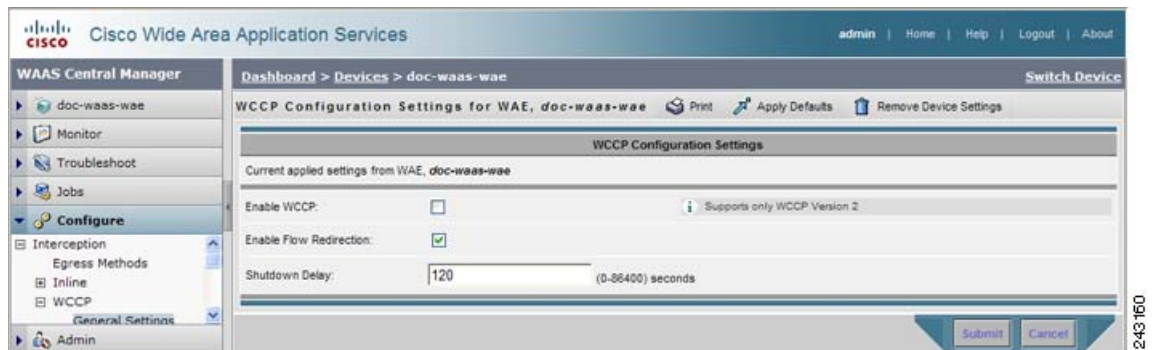 CISCO Cisco Wide Area Application Services admin | Home | Help | Logout | About
WAAS Central Manager
Dashboard > Devices > doc-waas-wae Switch Device
doc-waas-wae
Monitor
Troubleshoot
Jobs
Configure
Interception
Egress Methods
Inline
WCCP
General Settings
Admin
WCCP Configuration Settings for WAE, doc-waas-wae Print Apply Defaults Remove Device Settings
WCCP Configuration Settings
Current applied settings from WAE, doc-waas-wae
Enable WCCP: i Supports only WCCP Version 2
Enable Flow Redirection:
Shutdown Delay: 120 (0-86400) seconds
Submit Cancel
243160